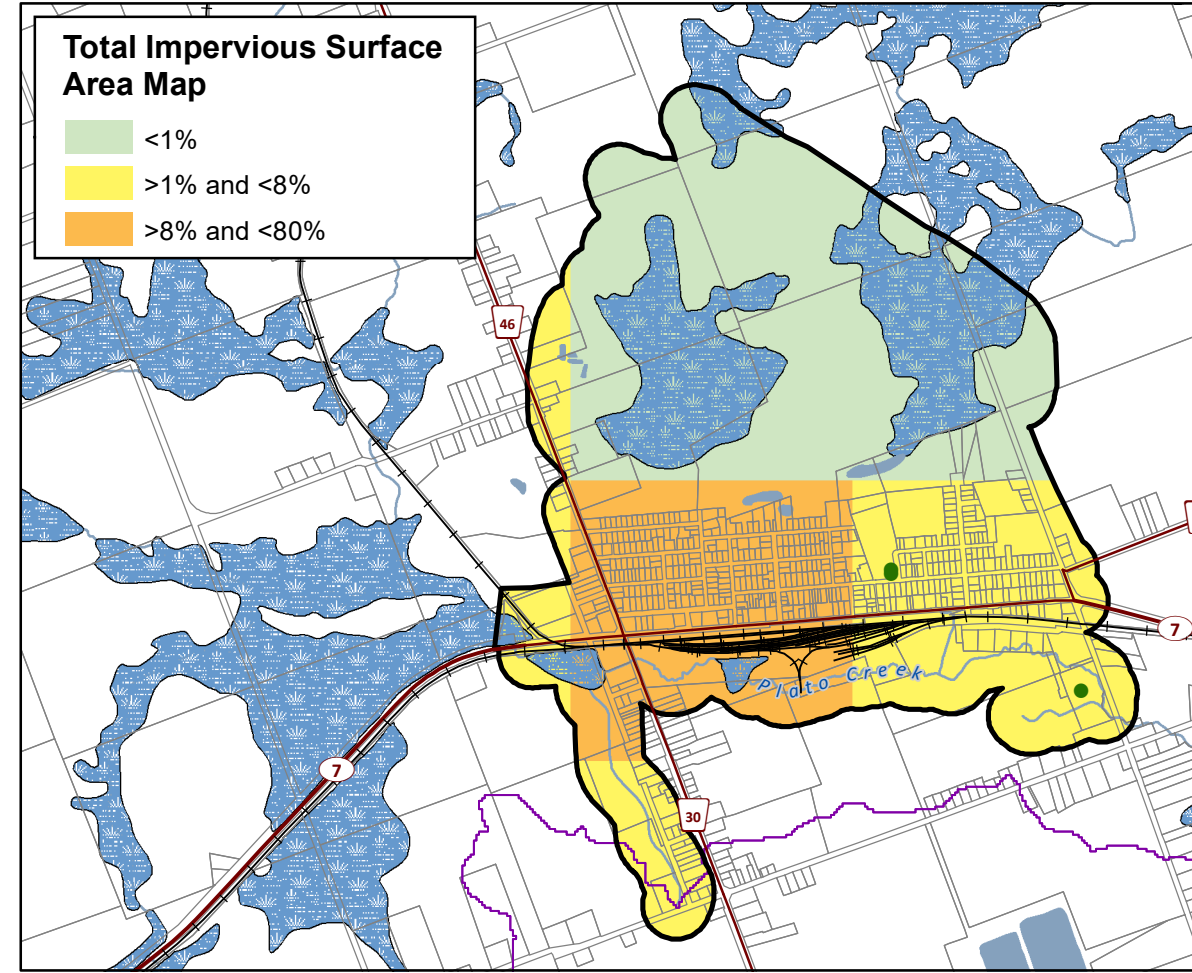 Total Impervious Surface
Area Map
<1%
>1% and <8%
>8% and <80%
46
7
Plato Creek
7
30